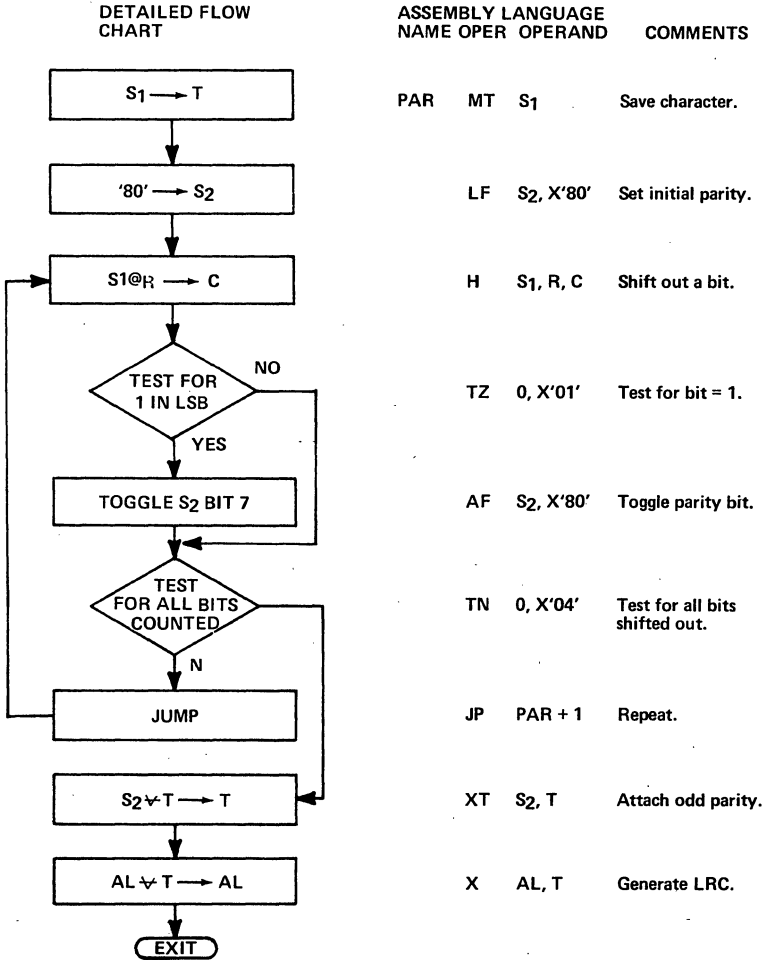 DETAILED FLOW
CHART
ASSEMBLY LANGUAGE
NAME OPER OPERAND COMMENTS
S1 → T
PAR MT S1 Save character.
'80' → S2
LF S2, X'80' Set initial parity.
S1@R → C
H S1, R, C Shift out a bit.
TEST FOR
1 IN LSB
NO
YES
TZ 0, X'01' Test for bit = 1.
TOGGLE S2 BIT 7
AF S2, X'80' Toggle parity bit.
TEST
FOR ALL BITS
COUNTED
N
TN 0, X'04' Test for all bits
shifted out.
JUMP
JP PAR + 1 Repeat.
S2 ⊻ T → T
XT S2, T Attach odd parity.
AL ⊻ T → AL
X AL, T Generate LRC.
EXIT